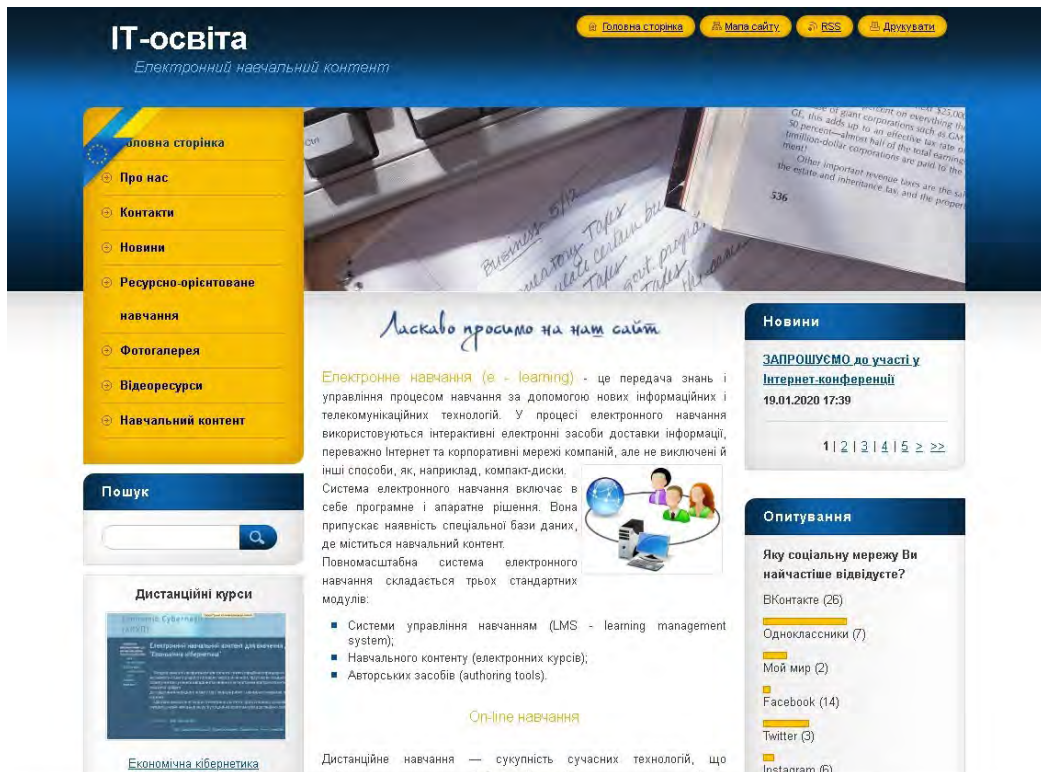 ІТ-освіта
Електронний навчальний контент
Головна сторінка
Мапа сайту
RSS
Друкувати
Головна сторінка
Про нас
Контакти
Новини
Ресурсно-орієнтоване
навчання
Фотогалерея
Відеоресурси
Навчальний контент
Ctrl
536
Пошук
Дистанційні курси
Економічна кібернетика
Ласкаво просимо на наш сайт
Електронне навчання (e - learning) - це передача знань і
управління процесом навчання за допомогою нових інформаційних і
телекомунікаційних технологій. У процесі електронного навчання
використовуються інтерактивні електронні засоби доставки інформації,
переважно Інтернет та корпоративні мережі компаній, але не виключені й
інші способи, як, наприклад, компакт-диски.
Система електронного навчання включає в
себе програмне і апаратне рішення. Вона
припускає наявність спеціальної бази даних,
де міститься навчальний контент.
Повномасштабна система електронного
навчання складається трьох стандартних
модулів:
Системи управління навчанням (LMS - learning management
system);
Навчального контенту (електронних курсів);
Авторських засобів (authoring tools).
On-line навчання
Дистанційне навчання — сукупність сучасних технологій, що
Новини
ЗАПРОШУЄМО до участі у
Інтернет-конференції
19.01.2020 17:39
1 | 2 | 3 | 4 | 5 > >>
Опитування
Яку соціальну мережу Ви
найчастіше відвідуєте?
ВКонтакте (26)
Одноклассники (7)
Мой мир (2)
Facebook (14)
Twitter (3)
Instagram (6)